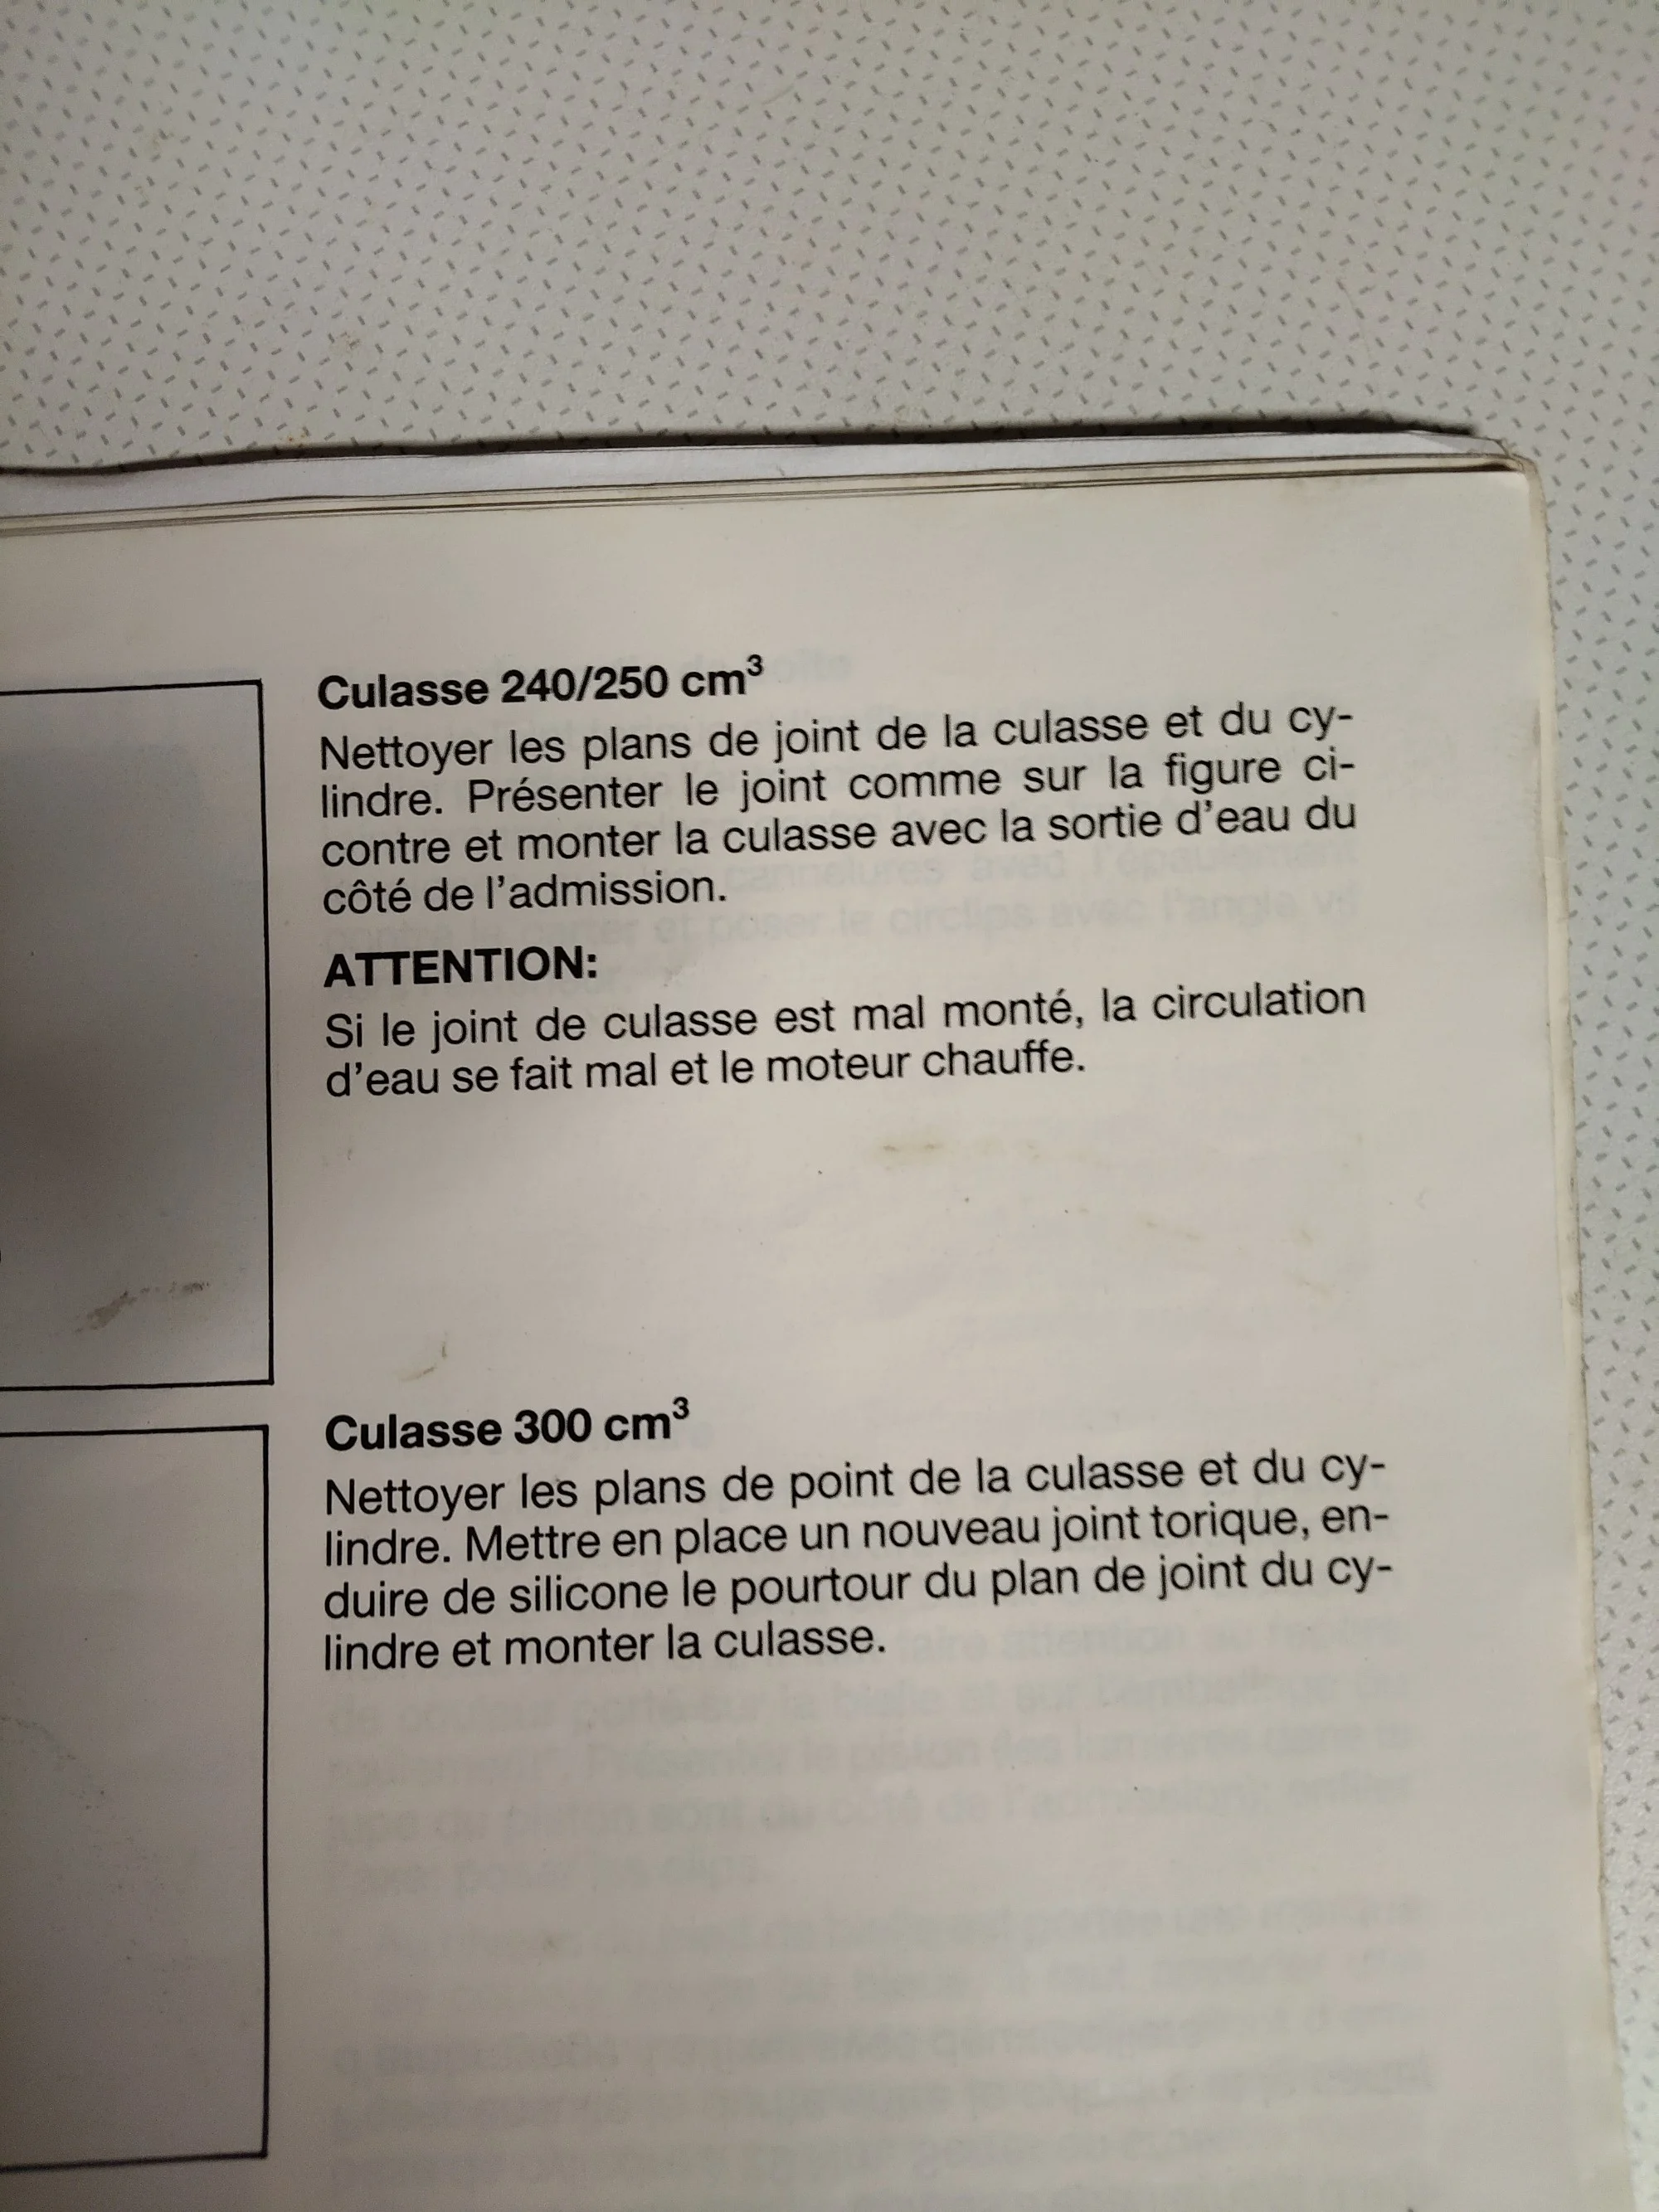 Culasse 240/250 cm³
Nettoyer les plans de joint de la culasse et du cy-
lindre. Présenter le joint comme sur la figure ci-
contre et monter la culasse avec la sortie d'eau du
côté de l'admission.
ATTENTION:
Si le joint de culasse est mal monté, la circulation
d'eau se fait mal et le moteur chauffe.
Culasse 300 cm³
Nettoyer les plans de point de la culasse et du cy-
lindre. Mettre en place un nouveau joint torique, en-
duire de silicone le pourtour du plan de joint du cy-
lindre et monter la culasse.